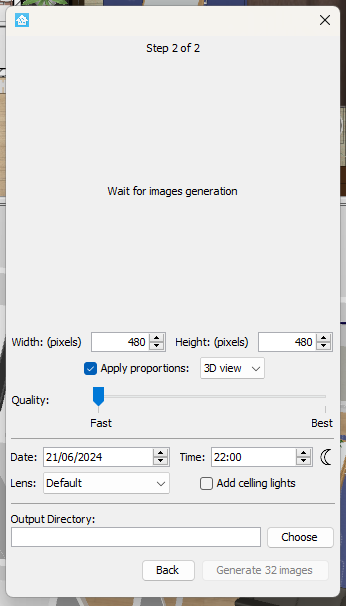 Step 2 of 2
Wait for images generation
Width: (pixels) 480 Height: (pixels) 480
Apply proportions: 3D view
Quality:
Fast Best
Date: 21/06/2024 Time: 22:00
Lens: Default Add celling lights
Output Directory:
Choose
Back Generate 32 images